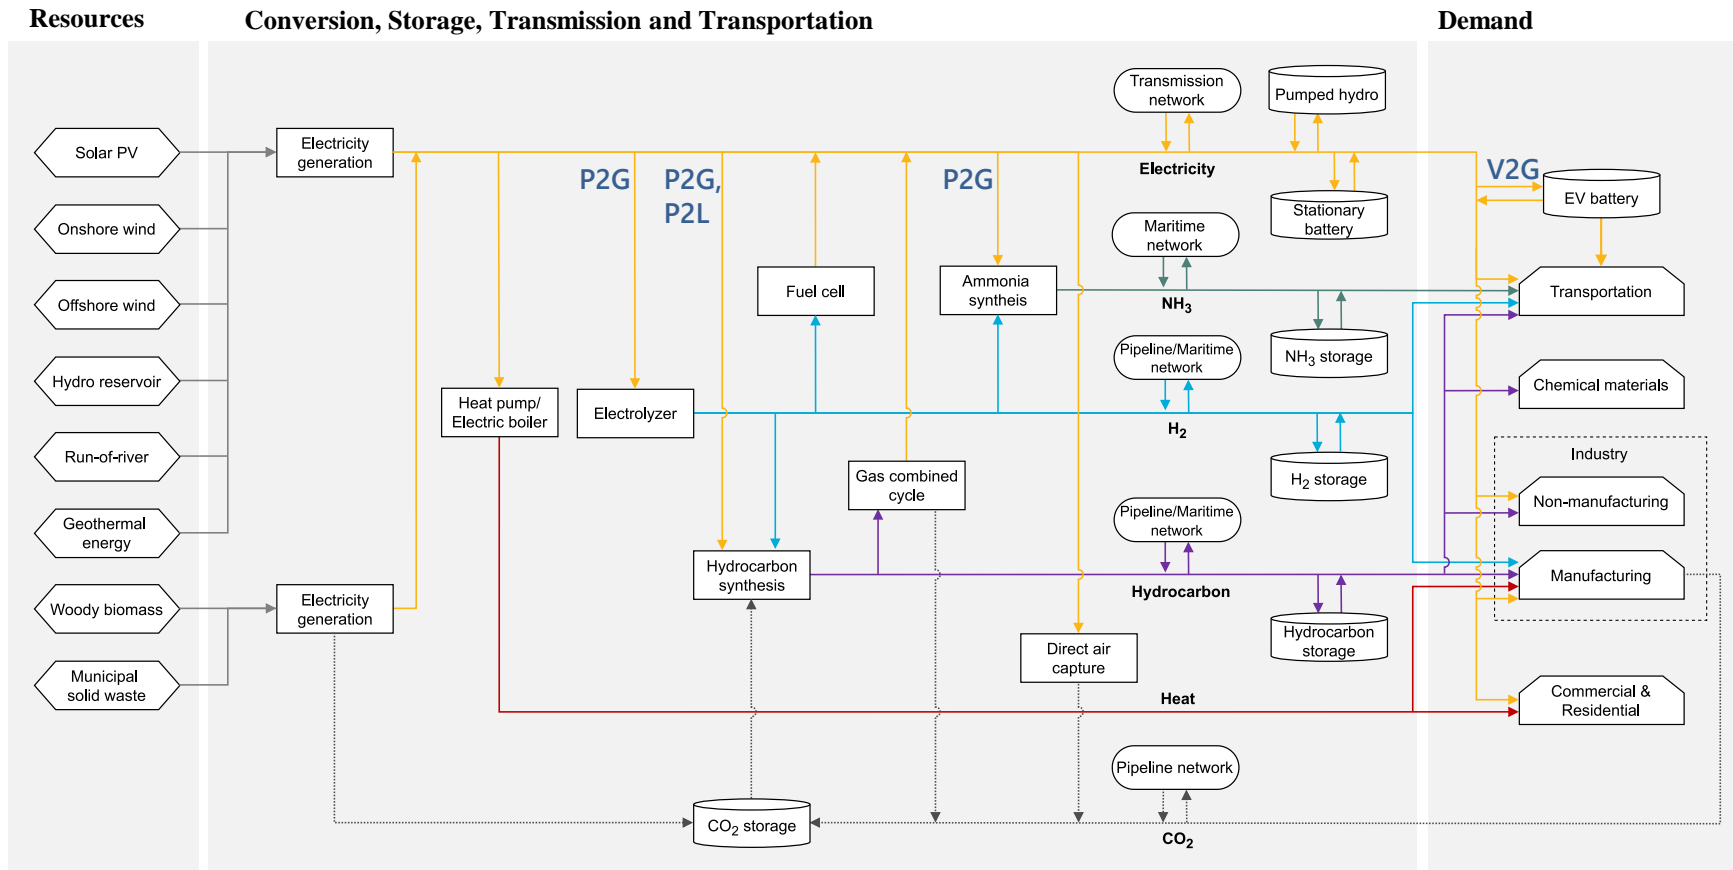 Resources
Conversion, Storage, Transmission and Transportation
Demand
Solar PV
Onshore wind
Offshore wind
Hydro reservoir
Run-of-river
Geothermal
energy
Woody biomass
Municipal
solid waste
Electricity
generation
Electricity
generation
P2G
P2G,
P2L
P2G
V2G
Transmission
network
Pumped hydro
Electricity
Stationary
battery
Maritime
network
Fuel cell
Ammonia
syntheis
NH3
NH3 storage
Pipeline/Maritime
network
Heat pump/
Electric boiler
Electrolyzer
H2
H2 storage
Gas combined
cycle
Pipeline/Maritime
network
Hydrocarbon
synthesis
Hydrocarbon
Hydrocarbon
storage
Direct air
capture
Heat
Pipeline network
CO2 storage
CO2
EV battery
Transportation
Chemical materials
Industry
Non-manufacturing
Manufacturing
Commercial &
Residential